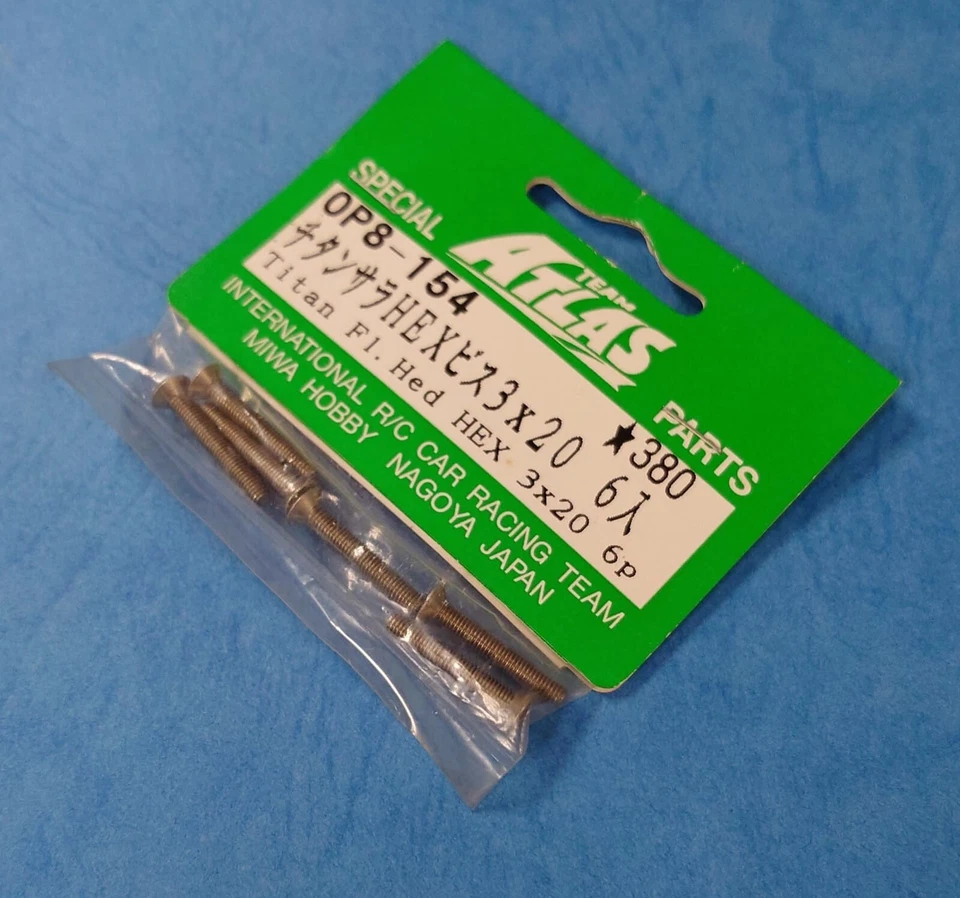 SPECIAL TEAM ATLAS PARTS
OP8-154 ★380
チタンサラHEXビス3x20 6入
Titan Fl. Hed HEX 3x20 6p
INTERNATIONAL R/C CAR RACING TEAM
MIWA HOBBY NAGOYA JAPAN